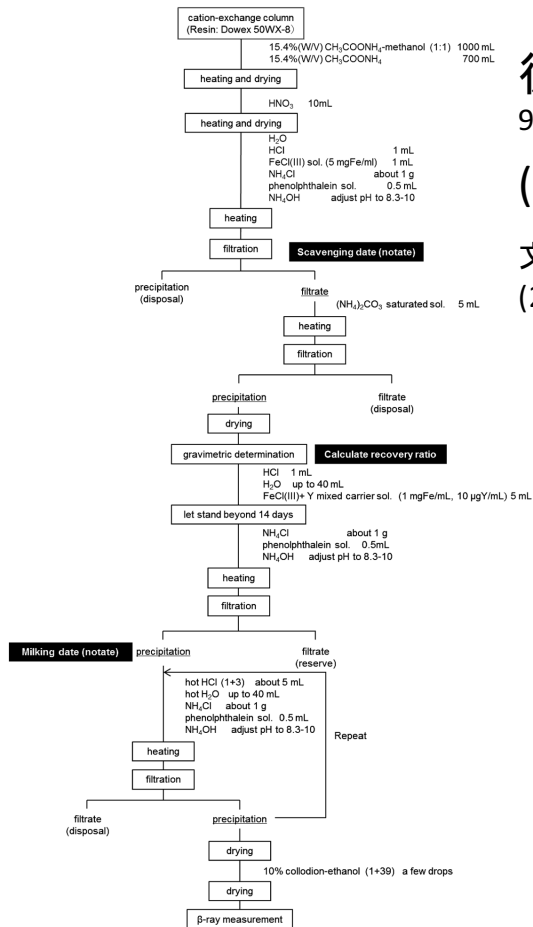 cation-exchange column
(Resin: Dowex 50WX-8)
15.4%(W/V) CH₃COONH₄-methanol (1:1) 1000 mL
15.4%(W/V) CH₃COONH₄ 700 mL
heating and drying
HNO₃ 10mL
heating and drying
H₂O
HCl 1 mL
FeCl(III) sol. (5 mgFe/ml) 1 mL
NH₄Cl about 1 g
phenolphthalein sol. 0.5 mL
NH₄OH adjust pH to 8.3-10
heating
filtration
Scavenging date (notate)
precipitation
(disposal)
filtrate
(NH₄)₂CO₃ saturated sol. 5 mL
heating
filtration
precipitation
filtrate
(disposal)
drying
gravimetric determination
Calculate recovery ratio
HCl 1 mL
H₂O up to 40 mL
FeCl(III)+ Y mixed carrier sol. (1 mgFe/mL, 10 µgY/mL) 5 mL
let stand beyond 14 days
NH₄Cl about 1 g
phenolphthalein sol. 0.5mL
NH₄OH adjust pH to 8.3-10
heating
filtration
Milking date (notate)
precipitation
filtrate
(reserve)
hot HCl (1+3) about 5 mL
hot H₂O up to 40 mL
NH₄Cl about 1 g
phenolphthalein sol. 0.5 mL
NH₄OH adjust pH to 8.3-10
Repeat
heating
filtration
filtrate
(disposal)
precipitation
drying
10% collodion-ethanol (1+39) a few drops
drying
β-ray measurement
9
(
(2